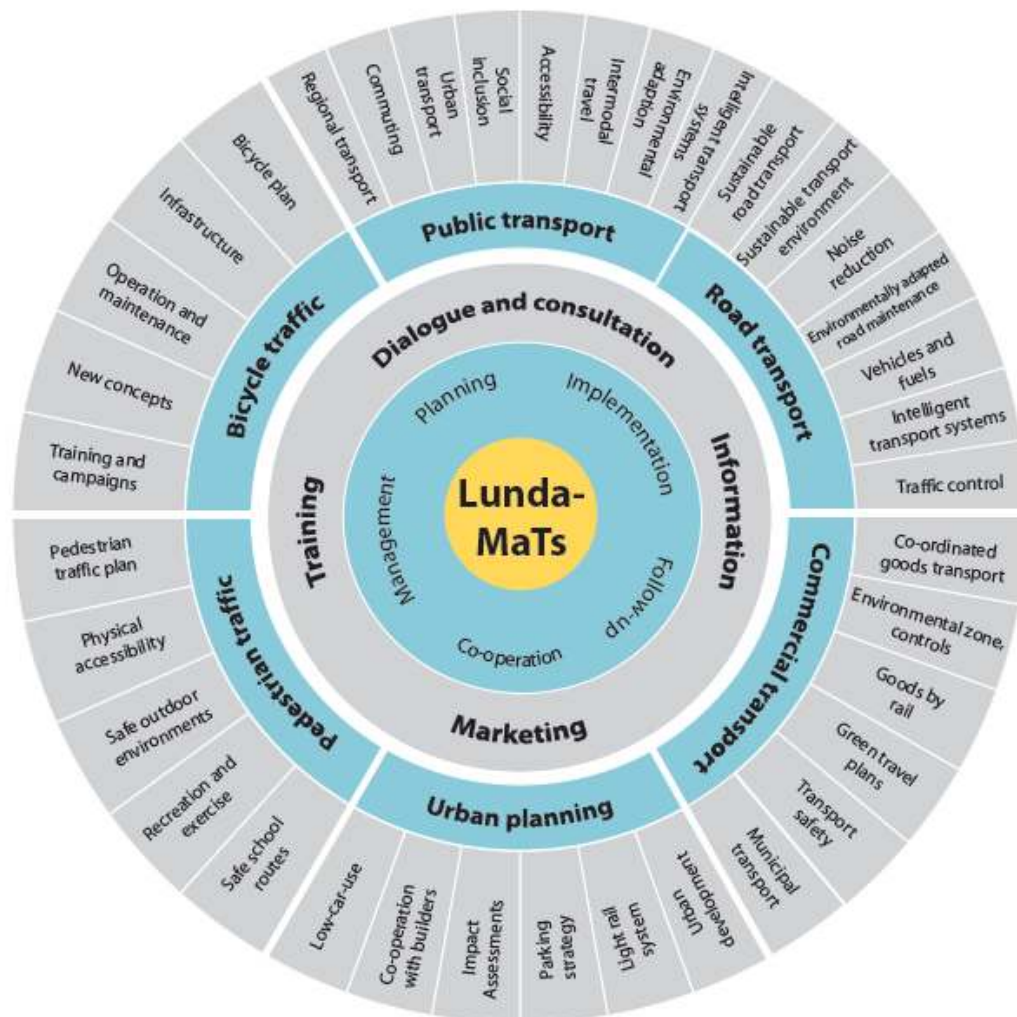 Lunda-
MaTs
Planning
Implementation
Follow-up
Co-operation
Management
Dialogue and consultation
Information
Marketing
Training
Public transport
Regional transport
Commuting
Urban
transport
Social
inclusion
Accessibility
Intermodal
travel
Environmental
adaption
Intelligent transport
systems
Road transport
Sustainable
road transport
Sustainable transport
environment
Noise
reduction
Environmentally adapted
road maintenance
Vehicles and
fuels
Intelligent
transport systems
Traffic control
Commercial transport
Co-ordinated
goods transport
Environmental zone,
controls
Goods by
rail
Green travel
plans
Transport
safety
Municipal
transport
Urban planning
Urban
development
Light rail
system
Parking
strategy
Impact
Assessments
Co-operation
with builders
Low-car-use
Pedestrian traffic
Safe school
routes
Recreation and
exercise
Safe outdoor
environments
Physical
accessibility
Pedestrian
traffic plan
Bicycle traffic
Training and
campaigns
New concepts
Operation and
maintenance
Infrastructure
Bicycle plan